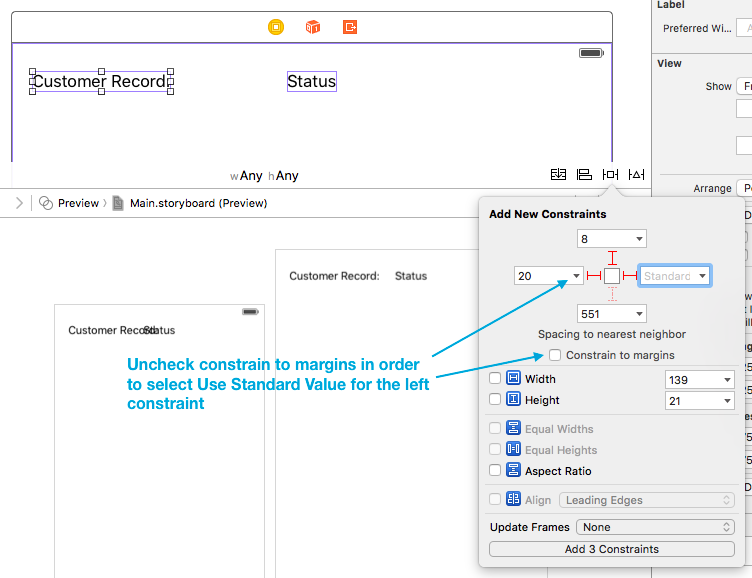 Label
Preferred Wi...
View
Show
Customer Record:
Status
wAny hAny
Arrange
Preview
Main.storyboard (Preview)
Add New Constraints
8
20
Standard
551
Spacing to nearest neighbor
Constrain to margins
Customer Record:
Status
Customer Record:
Status
Uncheck constrain to margins in order
to select Use Standard Value for the left
constraint
Width
139
Height
21
Equal Widths
Equal Heights
Aspect Ratio
Align
Leading Edges
Update Frames
None
Add 3 Constraints